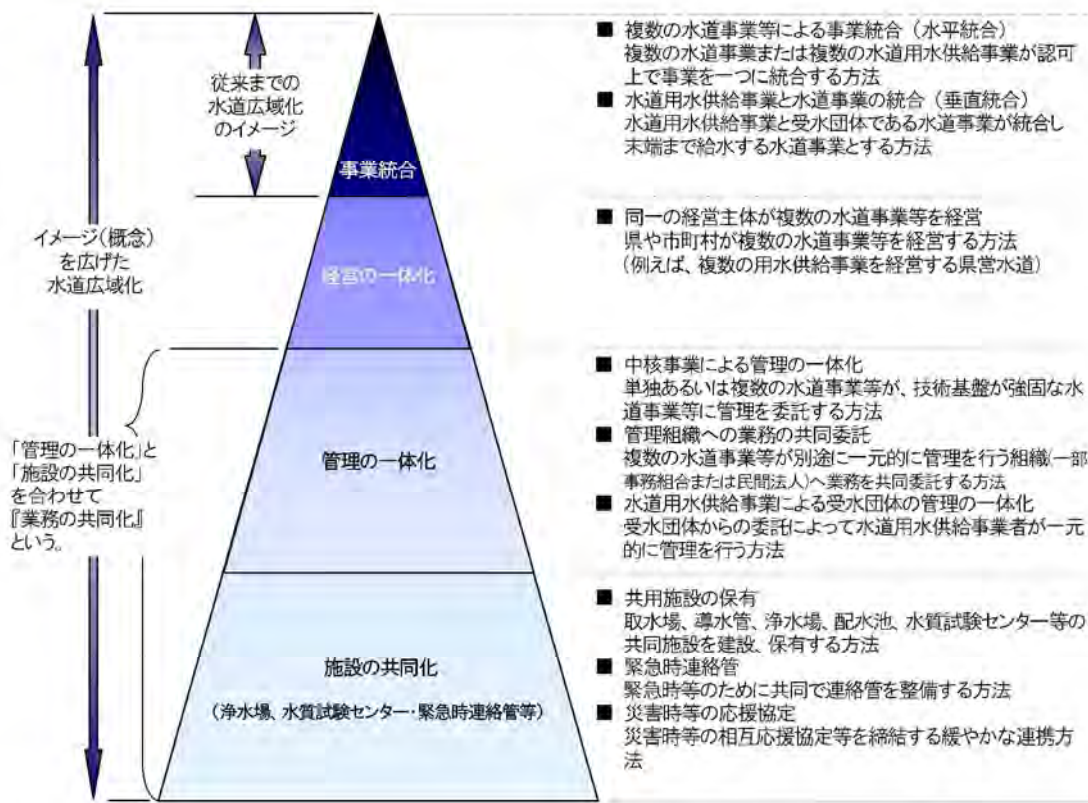 従来までの
水道広域化
のイメージ
イメージ(概念)
を広げた
水道広域化
「管理の一体化」と
「施設の共同化」
を合わせて
『業務の共同化』
という。
事業統合
経営の一体化
管理の一体化
施設の共同化
(浄水場、水質試験センター・緊急時連絡管等)
■ 複数の水道事業等による事業統合(水平統合)
複数の水道事業または複数の水道用水供給事業が認可
上で事業を一つに統合する方法
■ 水道用水供給事業と水道事業の統合(垂直統合)
水道用水供給事業と受水団体である水道事業が統合し
末端まで給水する水道事業とする方法
■ 同一の経営主体が複数の水道事業等を経営
県や市町村が複数の水道事業等を経営する方法
(例えば、複数の用水供給事業を経営する県営水道)
■ 中核事業による管理の一体化
単独あるいは複数の水道事業等が、技術基盤が強固な水
道事業等に管理を委託する方法
■ 管理組織への業務の共同委託
複数の水道事業等が別途に一元的に管理を行う組織(一部
事務組合または民間法人)へ業務を共同委託する方法
■ 水道用水供給事業による受水団体の管理の一体化
受水団体からの委託によって水道用水供給事業者が一元
的に管理を行う方法
■ 共用施設の保有
取水場、導水管、浄水場、配水池、水質試験センター等の
共同施設を建設、保有する方法
■ 緊急時連絡管
緊急時等のために共同で連絡管を整備する方法
■ 災害時等の応援協定
災害時等の相互応援協定等を締結する緩やかな連携方
法